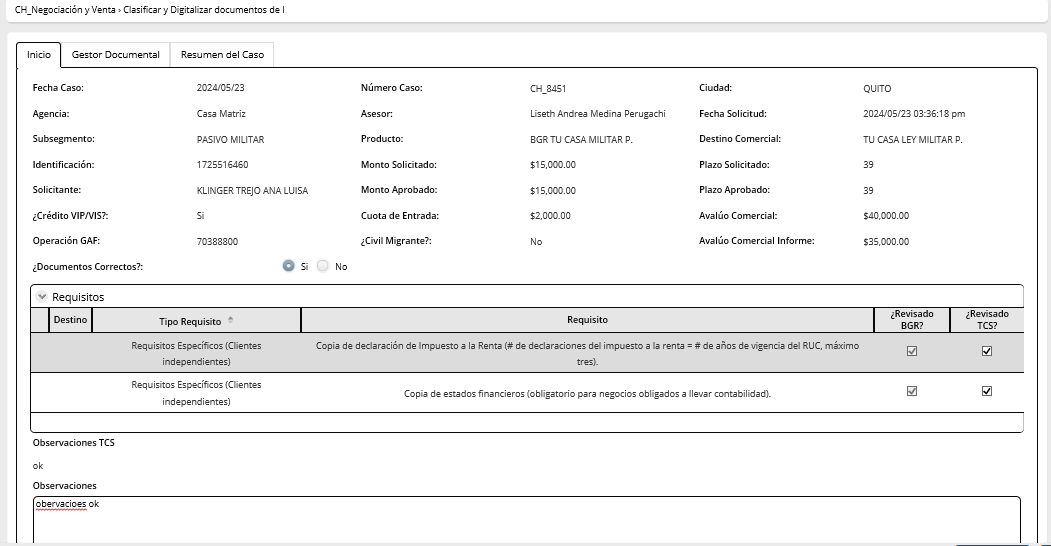 CH_Negociación y Venta › Clasificar y Digitalizar documentos de l
Inicio Gestor Documental Resumen del Caso
Fecha Caso: 2024/05/23 Número Caso: CH_8451 Ciudad: QUITO
Agencia: Casa Matriz Asesor: Liseth Andrea Medina Perugachi Fecha Solicitud: 2024/05/23 03:36:18 pm
Subsegmento: PASIVO MILITAR Producto: BGR TU CASA MILITAR P. Destino Comercial: TU CASA LEY MILITAR P.
Identificación: 1725516460 Monto Solicitado: $15,000.00 Plazo Solicitado: 39
Solicitante: KLINGER TREJO ANA LUISA Monto Aprobado: $15,000.00 Plazo Aprobado: 39
¿Crédito VIP/VIS?: Si Cuota de Entrada: $2,000.00 Avalúo Comercial: $40,000.00
Operación GAF: 70388800 ¿Civil Migrante?: No Avalúo Comercial Informe: $35,000.00
¿Documentos Correctos?: Si No
Requisitos
Destino Tipo Requisito Requisito ¿Revisado BGR? ¿Revisado TCS?
Requisitos Específicos (Clientes independientes)
Copia de declaración de Impuesto a la Renta (# de declaraciones del impuesto a la renta = # de años de vigencia del RUC, máximo
tres).
Requisitos Específicos (Clientes independientes)
Copia de estados financieros (obligatorio para negocios obligados a llevar contabilidad).
Observaciones TCS
ok
Observaciones
obervacioes ok